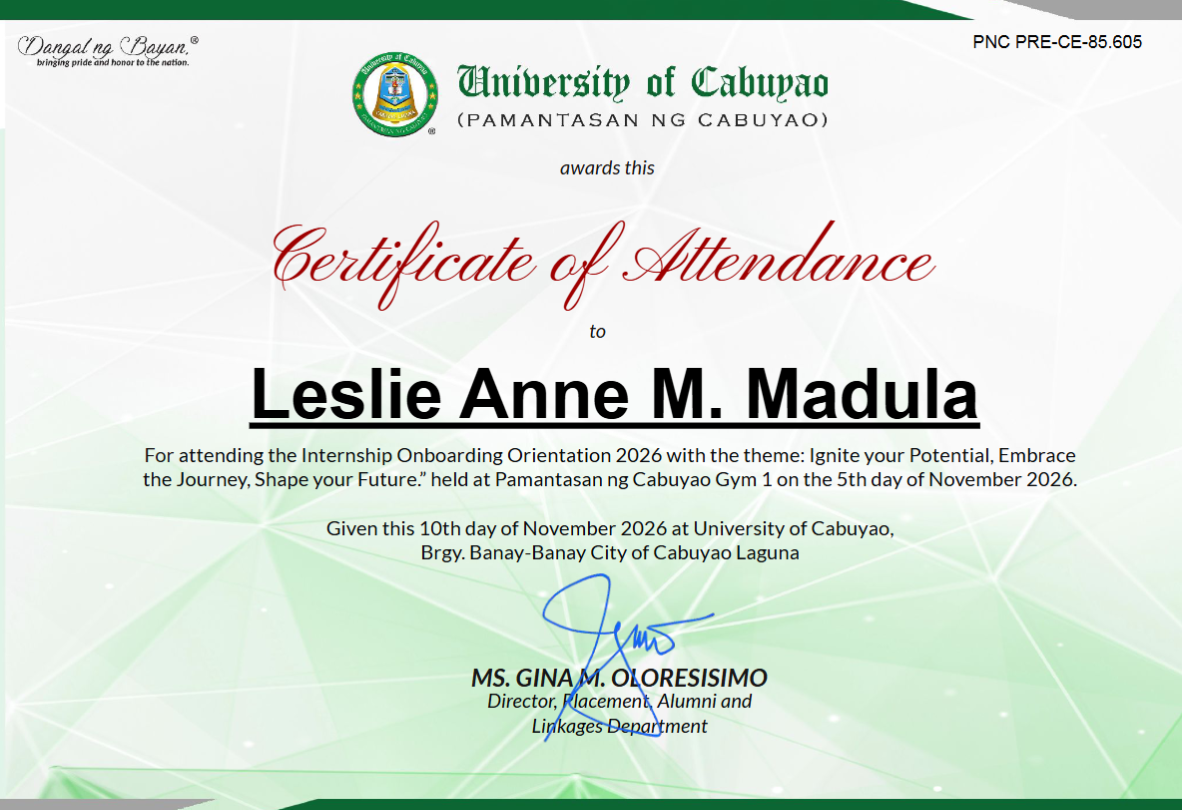 Dangal ng Bayan,®
bringing pride and honor to the nation.
PNC PRE-CE-85.605
University of Cabuyao
(PAMANTASAN NG CABUYAO)
®
awards this
Certificate of Attendance
to
Leslie Anne M. Madula
For attending the Internship Onboarding Orientation 2026 with the theme: Ignite your Potential, Embrace
the Journey, Shape your Future.” held at Pamantasan ng Cabuyao Gym 1 on the 5th day of November 2026.
Given this 10th day of November 2026 at University of Cabuyao,
Brgy. Banay-Banay City of Cabuyao Laguna
MS. GINA M. OLORESISIMO
Director, Placement, Alumni and
Linkages Department